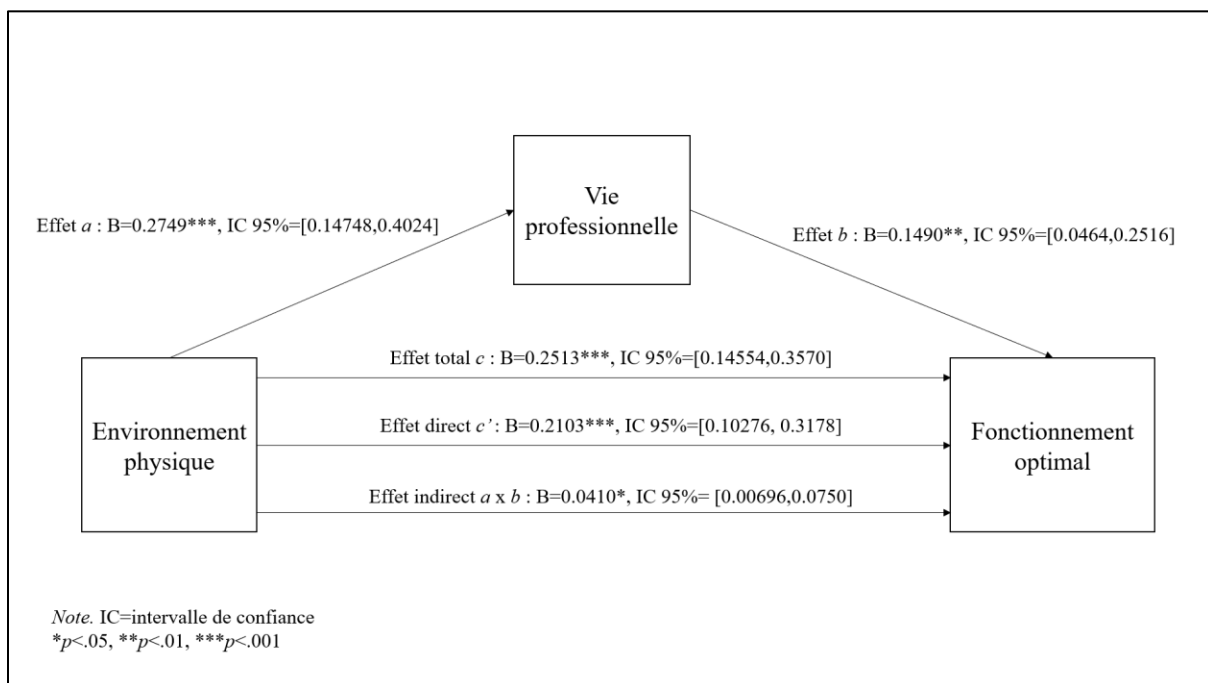 Vie
professionnelle
Effet a : B=0.2749***, IC 95%=[0.14748,0.4024]
Effet b : B=0.1490**, IC 95%=[0.0464,0.2516]
Effet total c : B=0.2513***, IC 95%=[0.14554,0.3570]
Environnement
physique
Effet direct c’ : B=0.2103***, IC 95%=[0.10276, 0.3178]
Fonctionnement
optimal
Effet indirect a x b : B=0.0410*, IC 95%= [0.00696,0.0750]
Note. IC=intervalle de confiance
*p<.05, **p<.01, ***p<.001